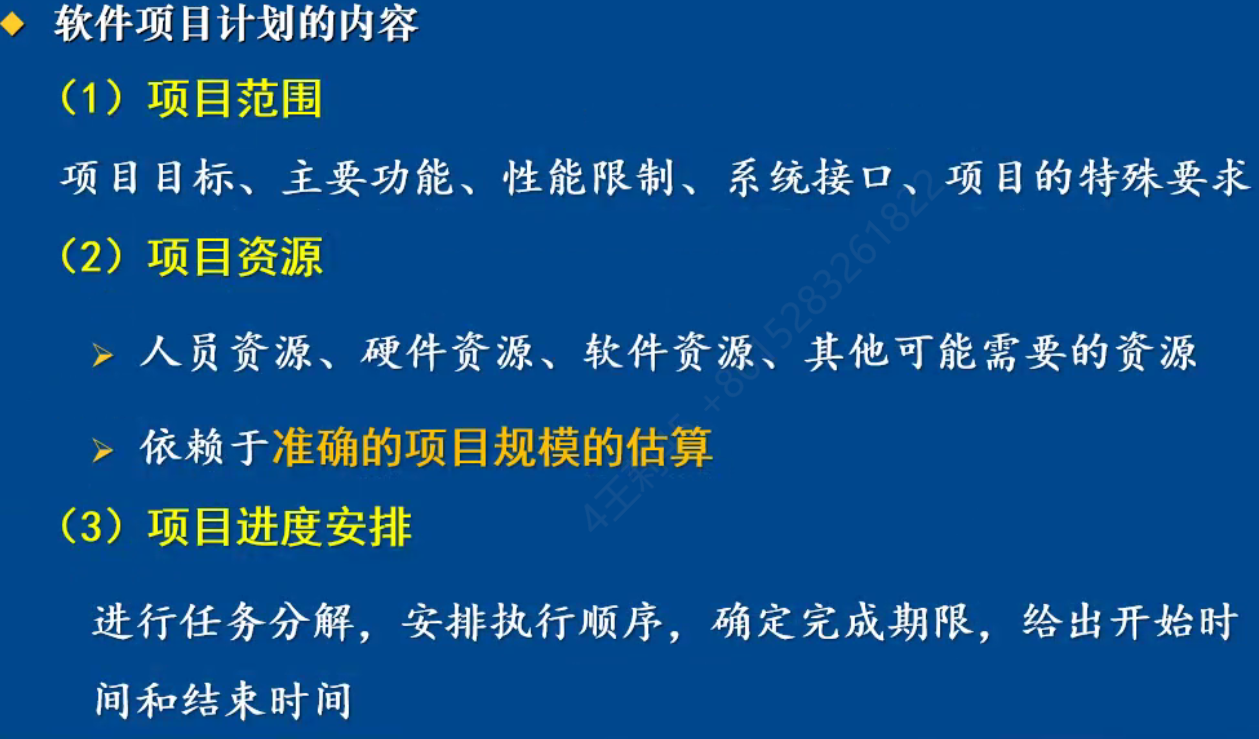 软件项目计划的内容
（1）项目范围
项目目标、主要功能、性能限制、系统接口、项目的特殊要求
（2）项目资源
人员资源、硬件资源、软件资源、其他可能需要的资源
依赖于准确的项目规模的估算
（3）项目进度安排
进行任务分解，安排执行顺序，确定完成期限，给出开始时
间和结束时间